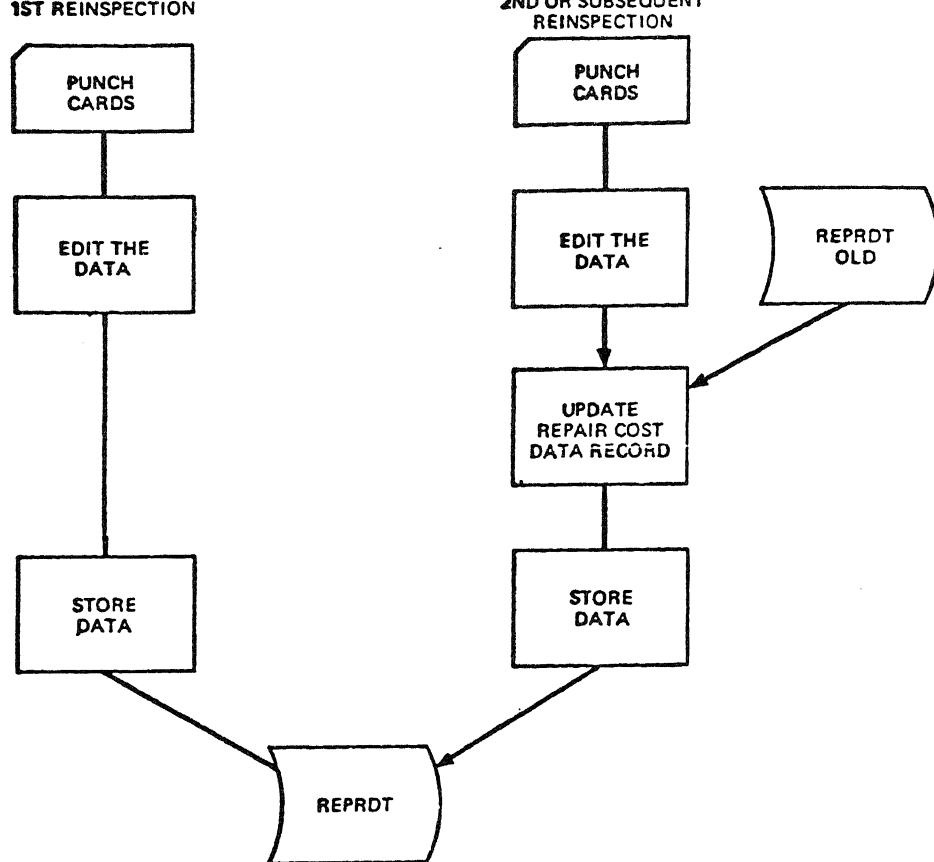 1ST REINSPECTION
PUNCH
CARDS
EDIT THE
DATA
STORE
DATA
2ND OR SUBSEQUENT
REINSPECTION
PUNCH
CARDS
EDIT THE
DATA
REPRDT
OLD
UPDATE
REPAIR COST
DATA RECORD
STORE
DATA
REPRDT